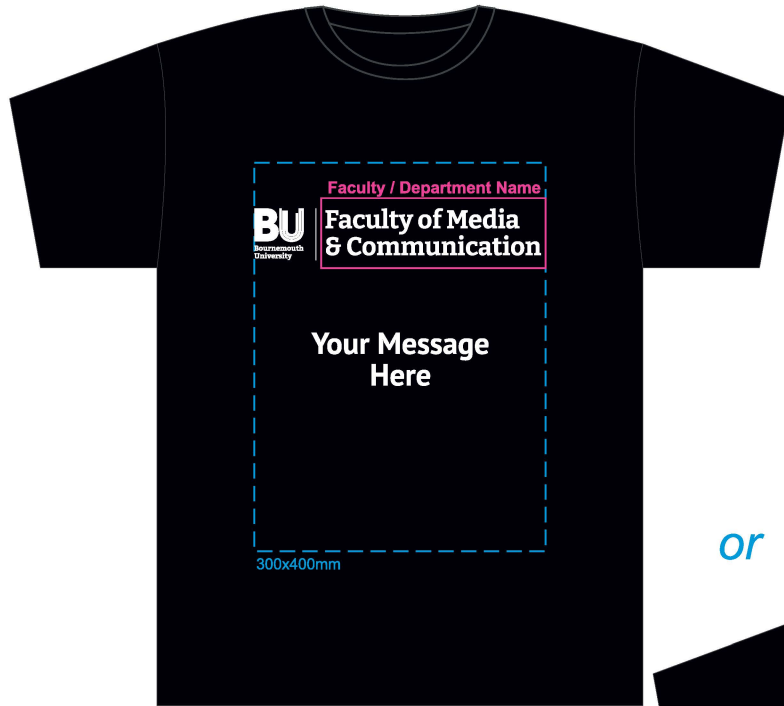 Faculty / Department Name
BU
Bournemouth
University
Faculty of Media
& Communication
Your Message
Here
300x400mm
or